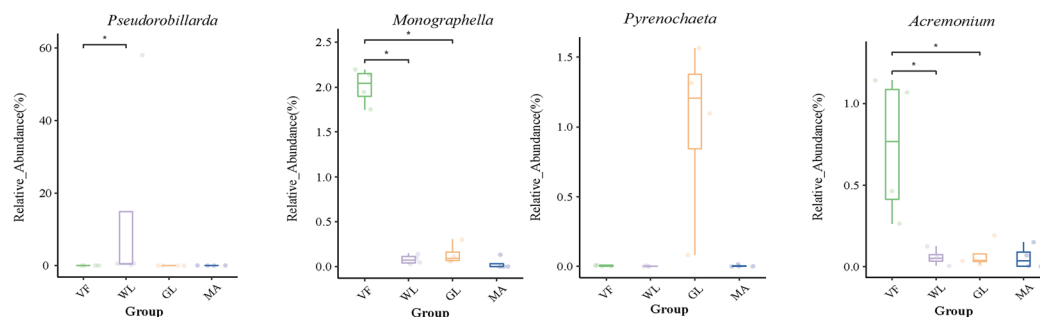 Pseudorobillarda
Relative_Abundance(%)
60
40
20
0
*
VF
WL
GL
MA
Group
Monographella
Relative_Abundance(%)
2.5
2.0
1.5
1.0
0.5
0.0
*
*
VF
WL
GL
MA
Group
Pyrenochaeta
Relative_Abundance(%)
1.5
1.0
0.5
0.0
VF
WL
GL
MA
Group
Acremonium
Relative_Abundance(%)
1.0
0.5
0.0
*
*
VF
WL
GL
MA
Group